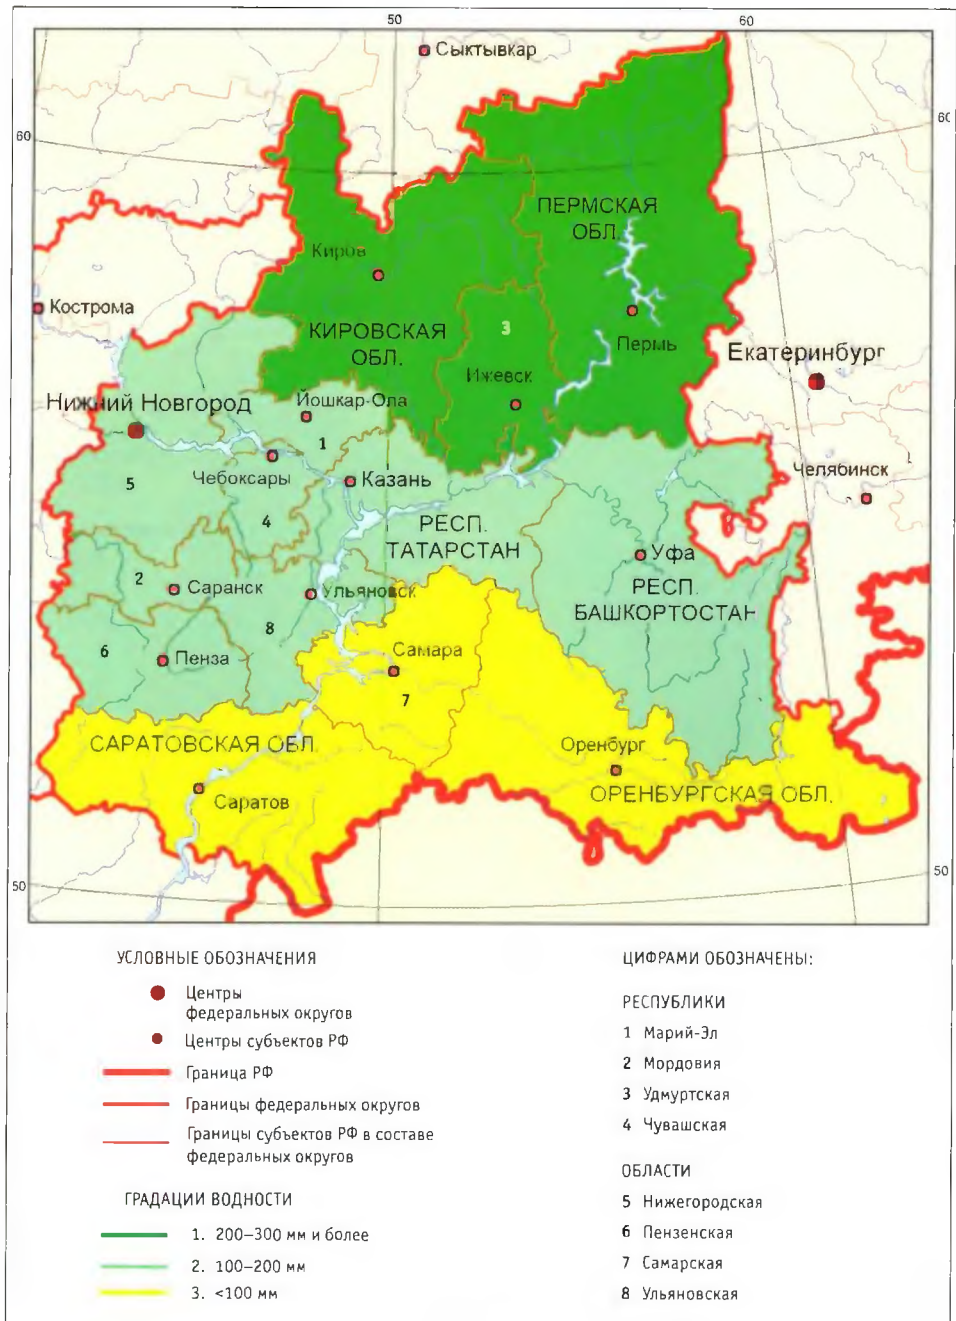 50
60
Сыктывкар
60
60
ПЕРМСКАЯ
ОБЛ.
Киров
Кострома
КИРОВСКАЯ
ОБЛ.
3
Пермь
Екатеринбург
Ижевск
Нижний Новгород
Йошкар-Ола
1
Челябинск
5
Чебоксары
Казань
4
РЕСП.
ТАТАРСТАН
Уфа
2
Саранск
Ульяновск
РЕСП.
БАШКОРТОСТАН
8
6
Пенза
Самара
7
САРАТОВСКАЯ ОБЛ.
Оренбург
Саратов
ОРЕНБУРГСКАЯ ОБЛ.
50
50
УСЛОВНЫЕ ОБОЗНАЧЕНИЯ
Центры
федеральных округов
Центры субъектов РФ
Граница РФ
Границы федеральных округов
Границы субъектов РФ в составе
федеральных округов
ГРАДАЦИИ ВОДНОСТИ
1. 200–300 мм и более
2. 100–200 мм
3. <100 мм
ЦИФРАМИ ОБОЗНАЧЕНЫ:
РЕСПУБЛИКИ
1 Марий-Эл
2 Мордовия
3 Удмуртская
4 Чувашская
ОБЛАСТИ
5 Нижегородская
6 Пензенская
7 Самарская
8 Ульяновская